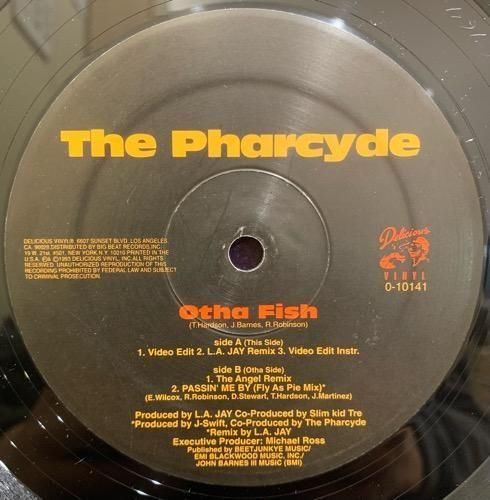 The Pharcyde
DELICIOUS VINYL® 6607 SUNSET BLVD. LOS ANGELES
CA. 90028 DISTRIBUTED BY BIG BEAT RECORDS, INC.
19 W. 21st. #501, NEW YORK N.Y. 10010 PRINTED IN THE
U.S.A. ℗ © 1993 DELICIOUS VINYL, INC. ALL RIGHTS
RESERVED. UNAUTHORIZED REPRODUCTION OF THIS
RECORDING PROHIBITED BY FEDERAL LAW AND SUBJECT
TO CRIMINAL PROSECUTION.
Delicious
VINYL
0-10141
Otha Fish
(T.Hardson, J.Barnes, R.Robinson)
side A (This Side)
1. Video Edit 2. L.A. JAY Remix 3. Video Edit Instr.
side B (Otha Side)
1. The Angel Remix
2. PASSIN' ME BY (Fly As Pie Mix)*
(E.Wilcox, R.Robinson, D.Stewart, T.Hardson, J.Martinez)
Produced by L.A. JAY Co-Produced by Slim kid Tre
*Produced by J-Swift, Co-Produced by The Pharcyde
*Remix by L.A. JAY
Executive Producer: Michael Ross
Published by BEETJUNKYE MUSIC/
EMI BLACKWOOD MUSIC, INC./
JOHN BARNES III MUSIC (BMI)